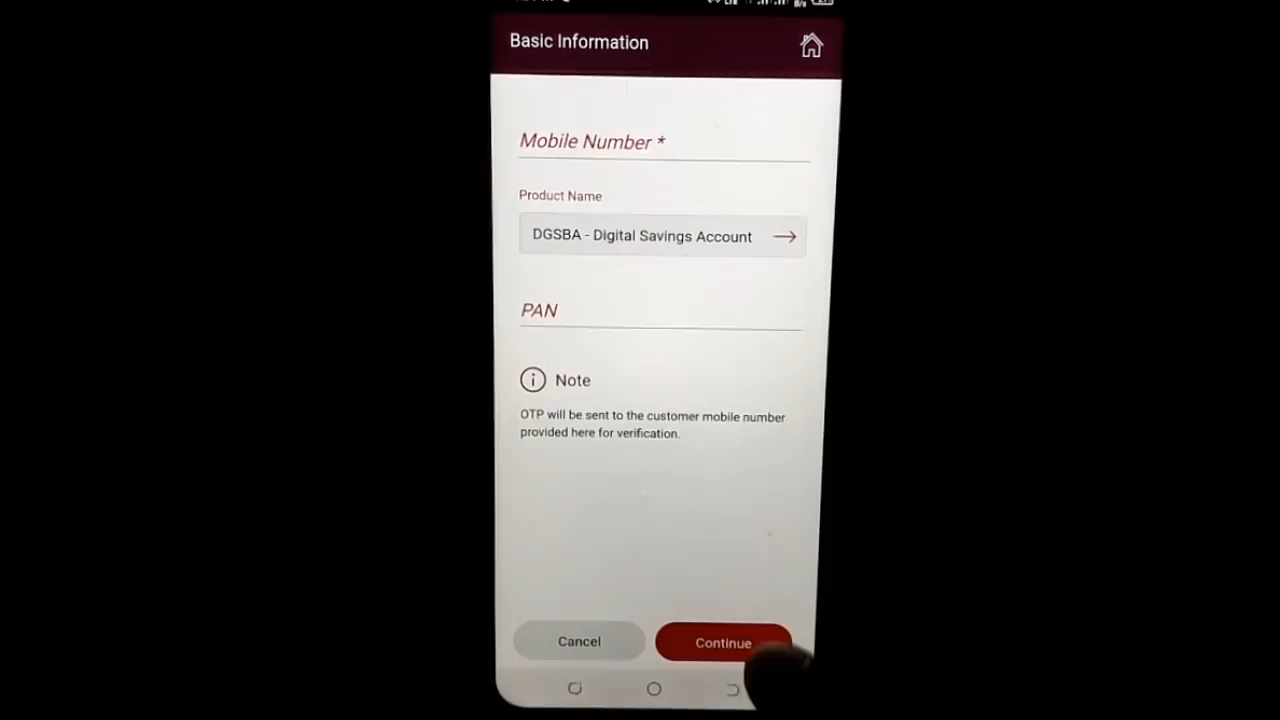 Basic Information
Mobile Number *
Product Name
DGSBA - Digital Savings Account
PAN
Note
OTP will be sent to the customer mobile number
provided here for verification.
Cancel
Continue